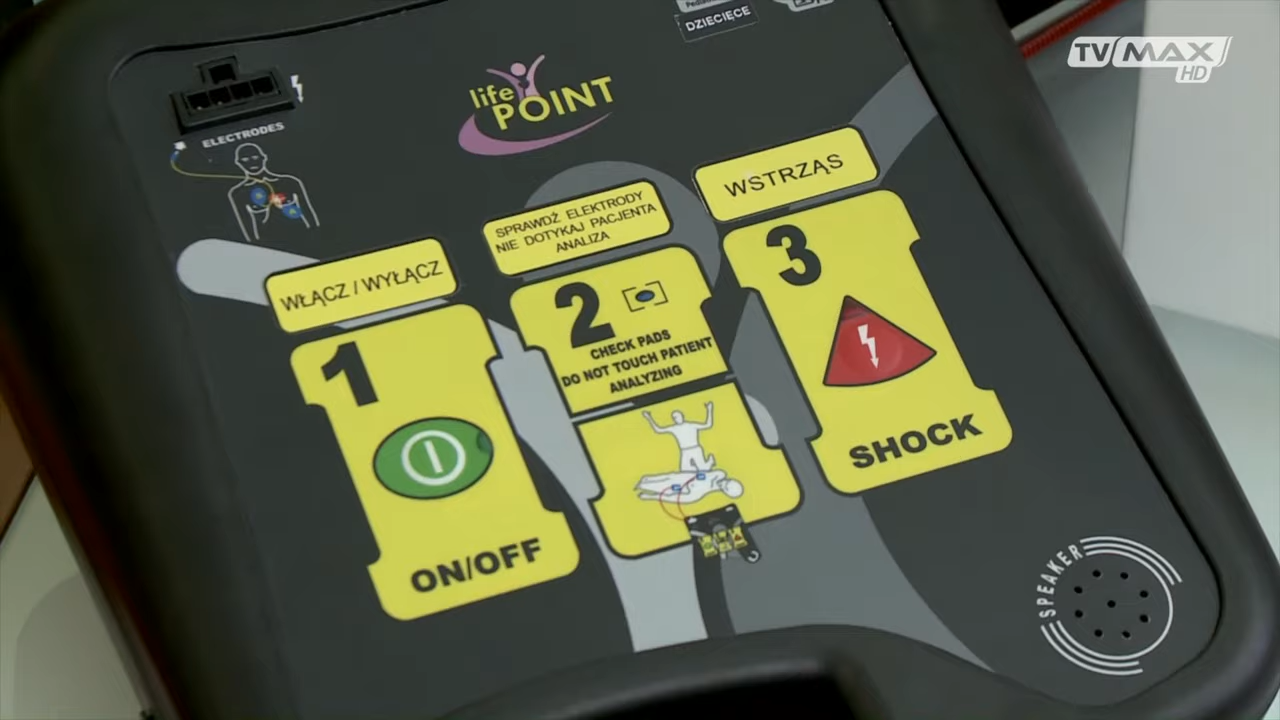 DZIECIĘCE
TV MAX
HD
ELECTRODES
life
POINT
WSTRZĄS
3
SHOCK
SPRAWDŹ ELEKTRODY
NIE DOTYKAJ PACJENTA
ANALIZA
2
CHECK PADS
DO NOT TOUCH PATIENT
ANALYZING
WŁĄCZ / WYŁĄCZ
1
ON/OFF
SPEAKER